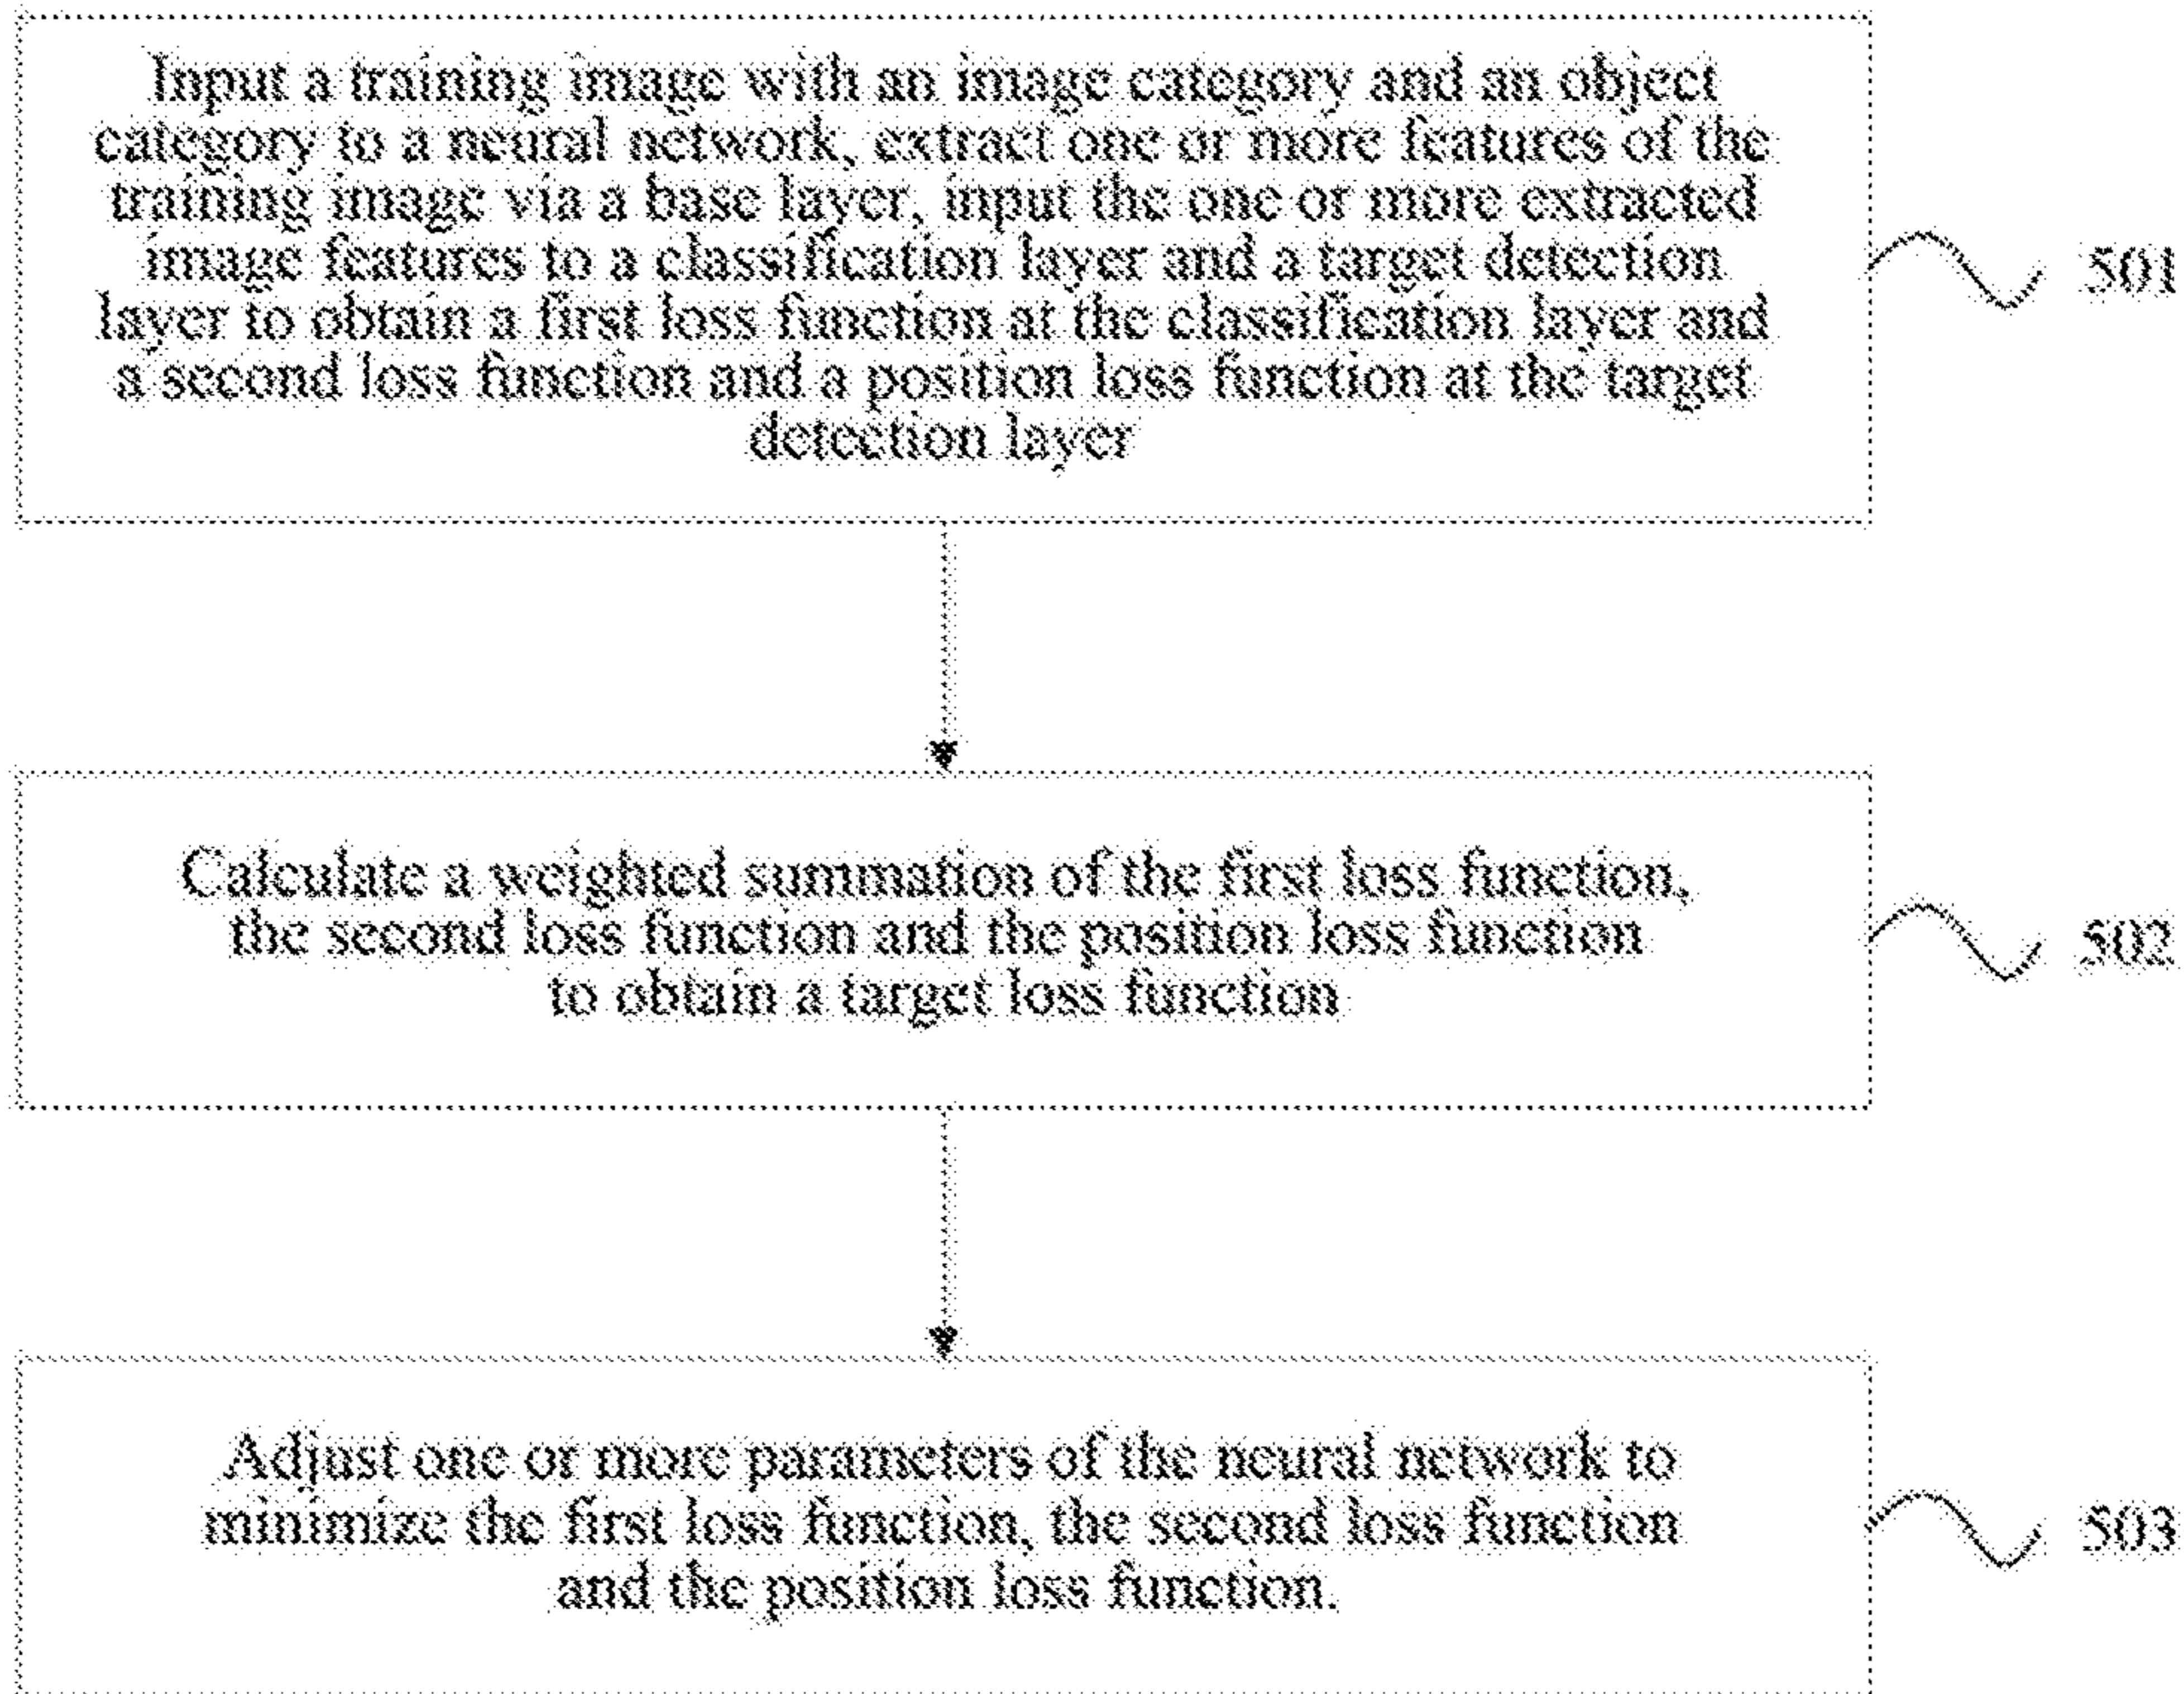 Input a training image with an image category and an object
category to a neural network, extract one or more features of the
training image via a base layer, input the one or more extracted
image features to a classification layer and a target detection
layer to obtain a first loss function at the classification layer and
a second loss function and a position loss function at the target
detection layer
501
Calculate a weighted summation of the first loss function,
the second loss function and the position loss function
to obtain a target loss function
502
Adjust one or more parameters of the neural network to
minimize the first loss function, the second loss function
and the position loss function.
503